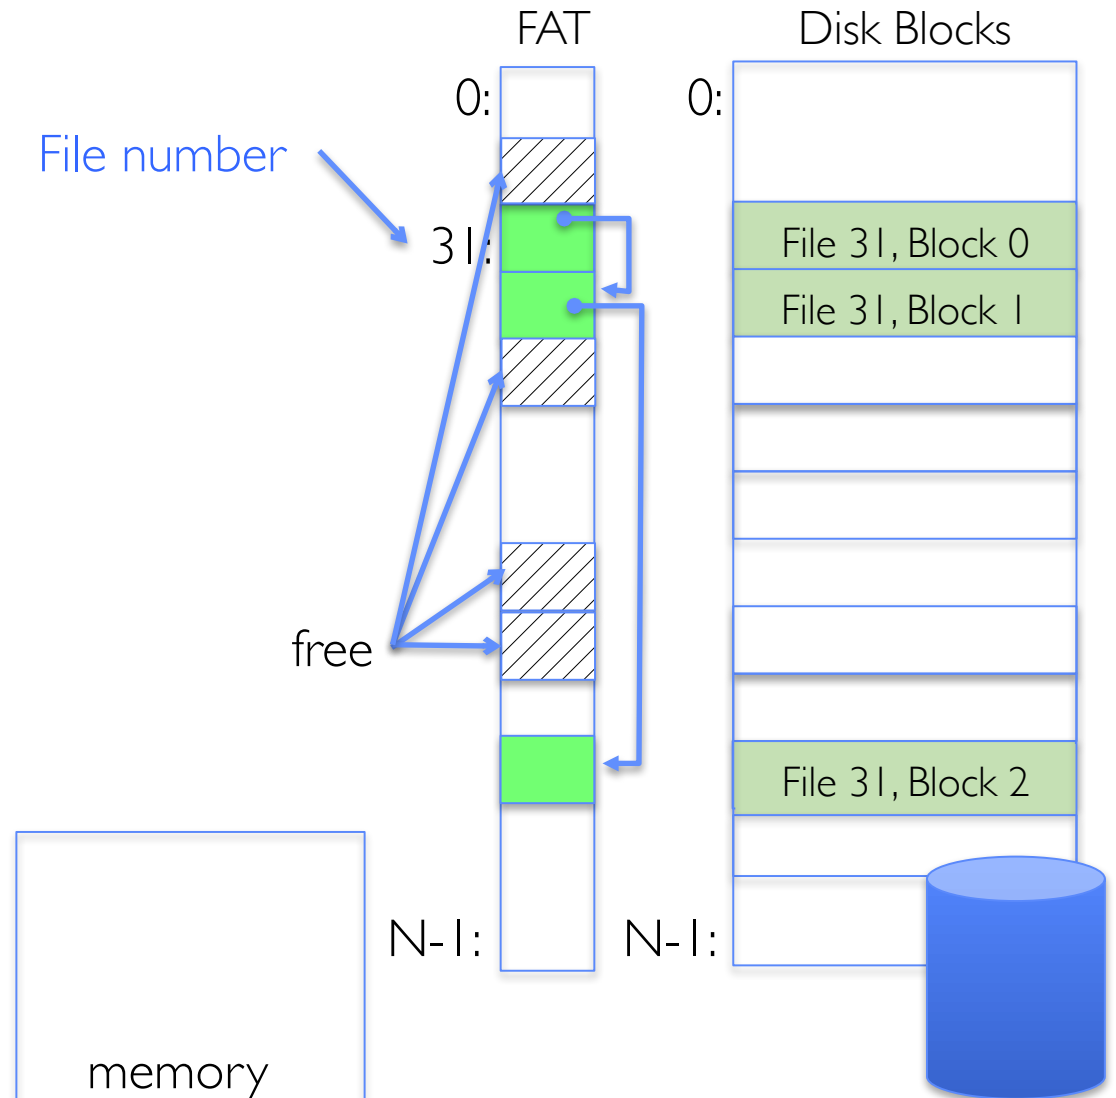 FAT
Disk Blocks
0:
0:
File number
31:
File 31, Block 0
File 31, Block 1
free
File 31, Block 2
N-1:
N-1:
memory